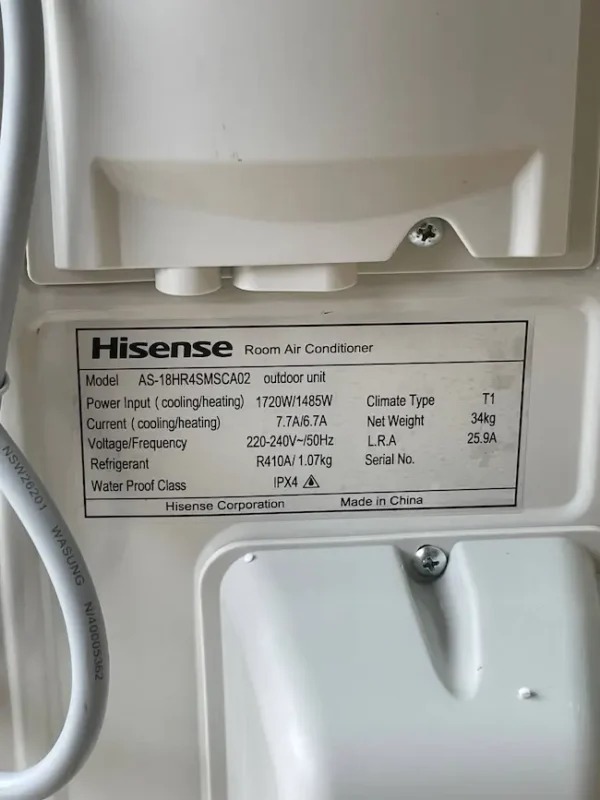 Hisense Room Air Conditioner
Model AS-18HR4SMSCA02 outdoor unit
Power Input ( cooling/heating) 1720W/1485W Climate Type T1
Current ( cooling/heating) 7.7A/6.7A Net Weight 34kg
Voltage/Frequency 220-240V~/50Hz L.R.A 25.9A
Refrigerant R410A/ 1.07kg Serial No.
Water Proof Class IPX4
Hisense Corporation Made in China
NSW26201 WASUNG N/40005362